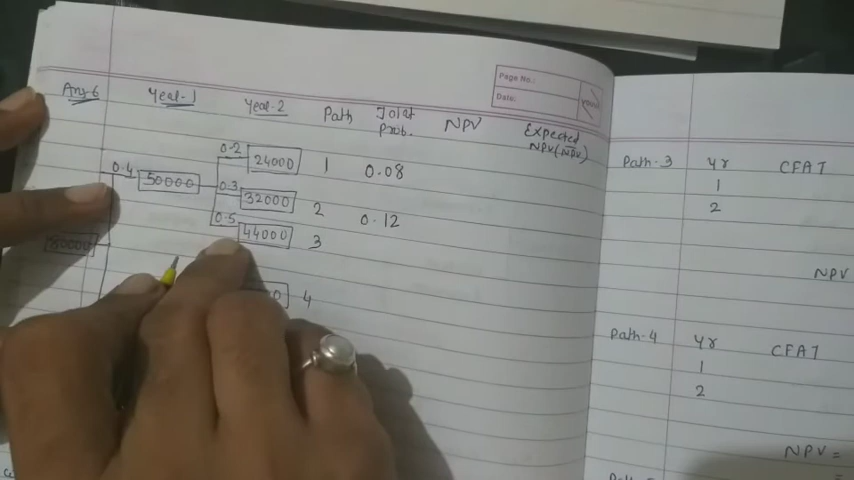 Page No.:
Date:
Ans-6 Year-1 Year-2 Path Joint Prob. NPV Expected NPV(NPV)
0.2 24000 1 0.08
0.4 50000 0.3 32000 2 0.12
0.5 44000 3
80000
4
Path-3 Yr CFAT
1
2
NPV
Path-4 Yr CFAT
1
2
NPV =